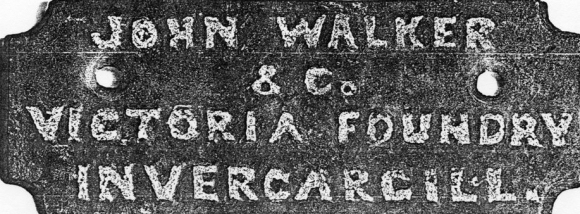 JOHN WALKER
& Co.
VICTORIA FOUNDRY
INVERCARGILL.